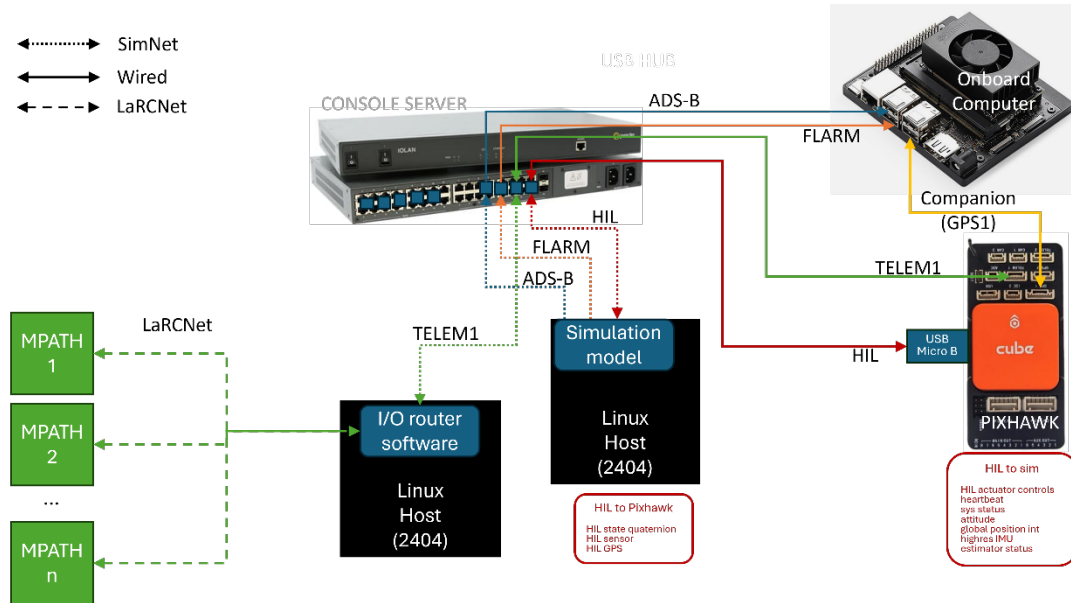 SimNet
Wired
LaRCNet
USB HUB
CONSOLE SERVER
IOLAN
ADS-B
FLARM
Onboard
Computer
Companion
(GPS1)
HIL
FLARM
ADS-B
TELEM1
TELEM1
HIL
USB
Micro B
cube
PIXHAWK
LaRCNet
MPATH
1
MPATH
2
...
MPATH
n
I/O router
software
Linux
Host
(2404)
Simulation
model
Linux
Host
(2404)
HIL to Pixhawk
HIL state quaternion
HIL sensor
HIL GPS
HIL to sim
HIL actuator controls
heartbeat
sys status
attitude
global position int
highres IMU
estimator status